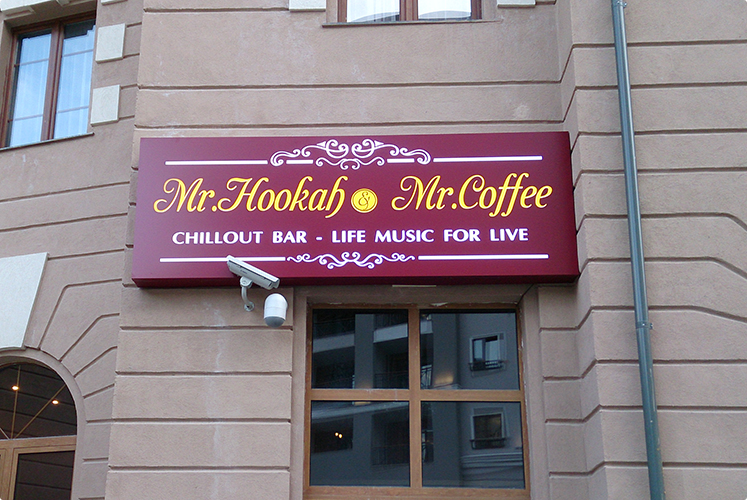 Mr.Hookah & Mr.Coffee
CHILLOUT BAR - LIFE MUSIC FOR LIVE